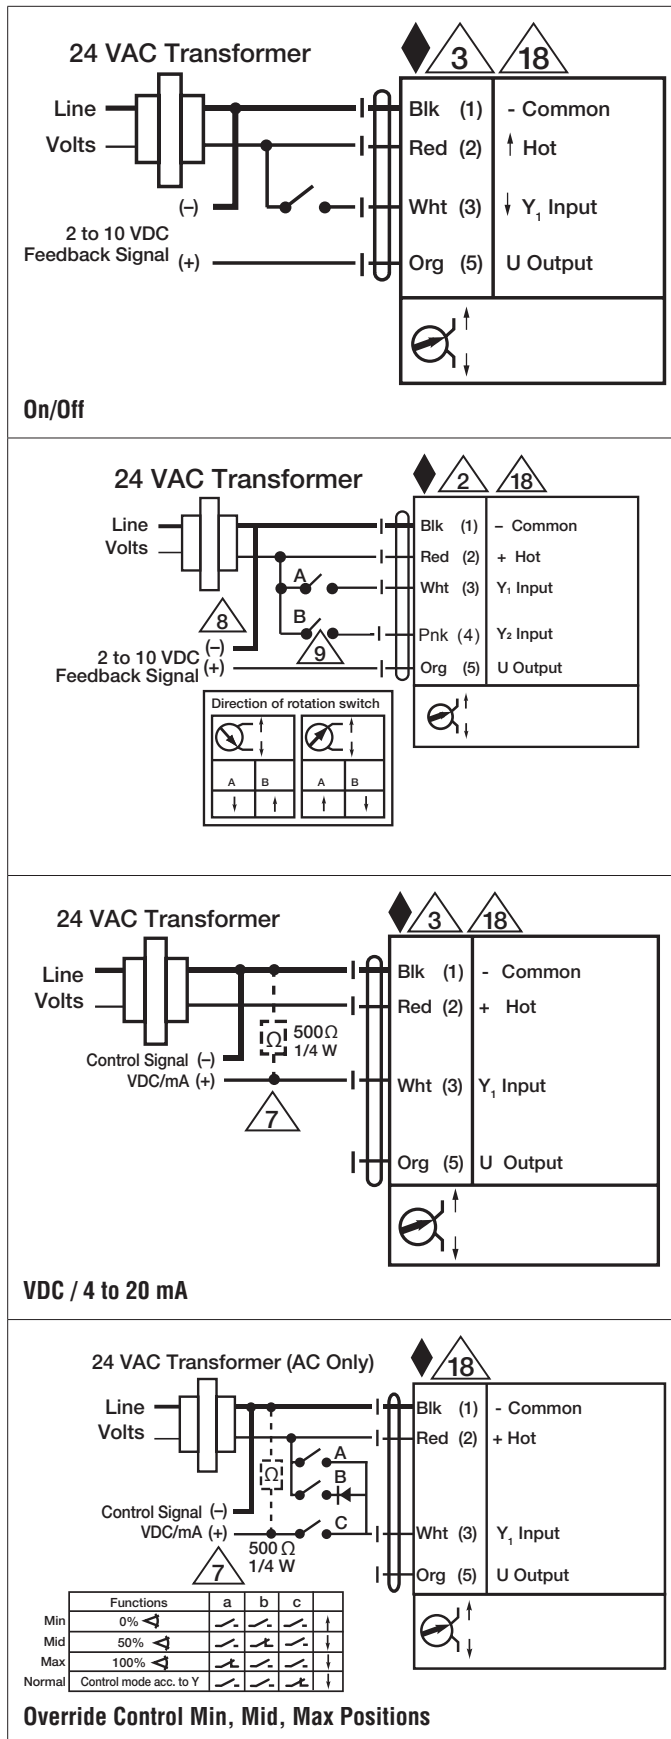 24 VAC Transformer
3 18
Line
Volts
Blk (1) - Common
Red (2) Hot
Wht (3) Y1 Input
Org (5) U Output
(–)
2 to 10 VDC
Feedback Signal (+)
On/Off
24 VAC Transformer
2 18
Line
Volts
Blk (1) – Common
Red (2) + Hot
A
Wht (3) Y1 Input
B
Pnk (4) Y2 Input
Org (5) U Output
8
9
2 to 10 VDC (–)
Feedback Signal (+)
Direction of rotation switch
A B A B
24 VAC Transformer
3 18
Line
Volts
Blk (1) - Common
Red (2) + Hot
Ω 500Ω
1/4 W
Control Signal (–)
VDC/mA (+)
Wht (3) Y1 Input
7
Org (5) U Output
VDC / 4 to 20 mA
24 VAC Transformer (AC Only)
18
Line
Volts
Blk (1) - Common
Red (2) + Hot
A
Ω B
Control Signal (–)
VDC/mA (+)
C
Wht (3) Y1 Input
500 Ω
1/4 W
7
Org (5) U Output
Functions a b c
Min 0%
Mid 50%
Max 100%
Normal Control mode acc. to Y
Override Control Min, Mid, Max Positions